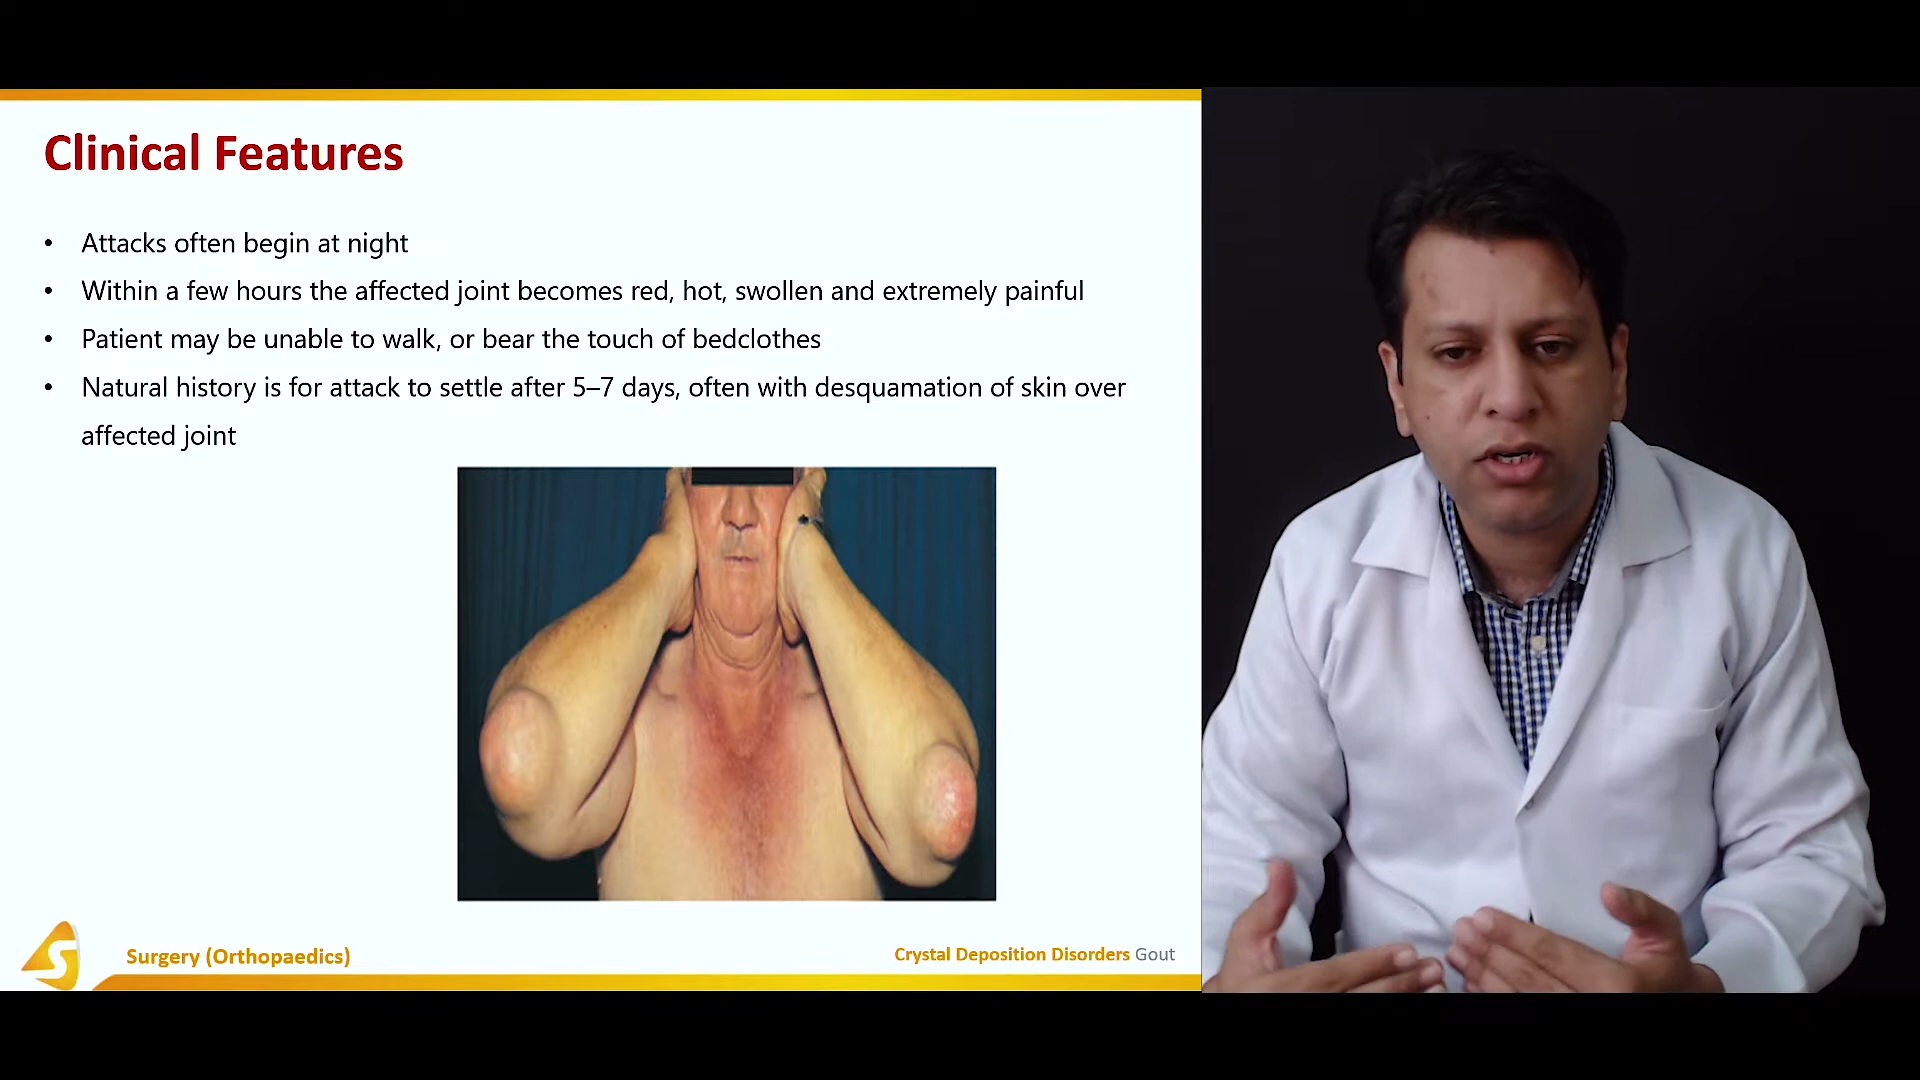 Clinical Features
• Attacks often begin at night
• Within a few hours the affected joint becomes red, hot, swollen and extremely painful
• Patient may be unable to walk, or bear the touch of bedclothes
• Natural history is for attack to settle after 5–7 days, often with desquamation of skin over
affected joint
S
Surgery (Orthopaedics)
Crystal Deposition Disorders Gout